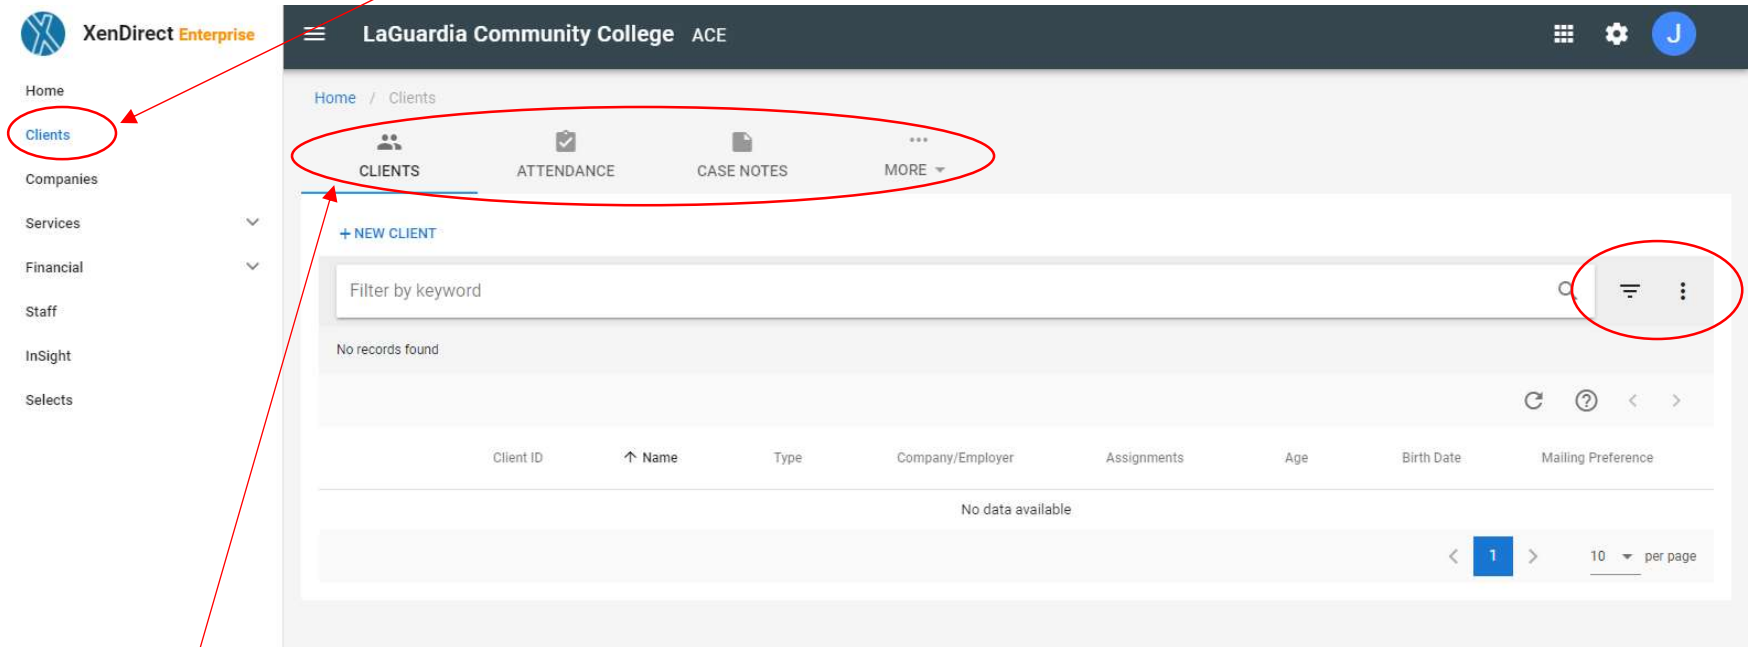 XenDirect Enterprise
LaGuardia Community College ACE
J
Home
Clients
Companies
Services
Financial
Staff
InSight
Selects
Home / Clients
CLIENTS
ATTENDANCE
CASE NOTES
MORE
+ NEW CLIENT
Filter by keyword
No records found
Client ID Name Type Company/Employer Assignments Age Birth Date Mailing Preference
No data available
1 10 per page